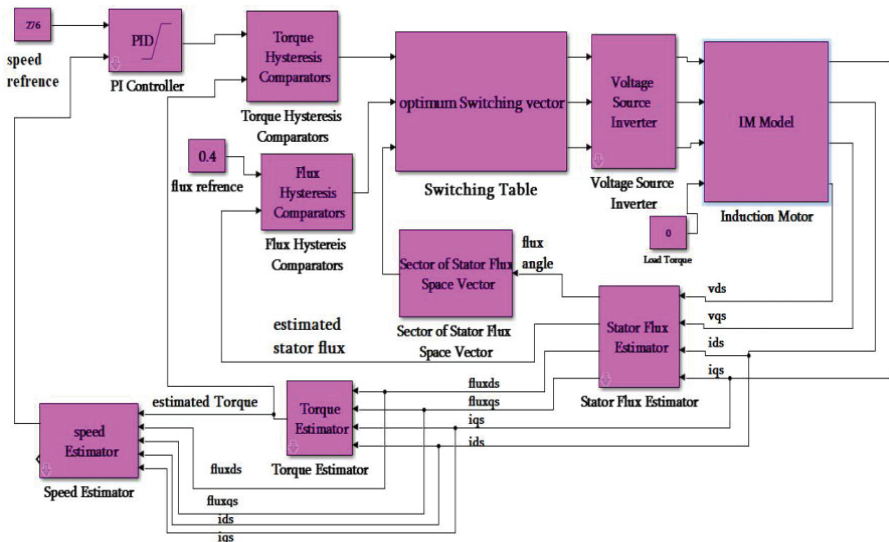 276
speed
refrence
PID
PI Controller
Torque
Hysteresis
Comparators
Torque Hysteresis
Comparators
0.4
flux refrence
Flux
Hysteresis
Comparators
Flux Hystereis
Comparators
optimum Switching vector
Switching Table
Voltage
Source
Inverter
Voltage Source
Inverter
IM Model
Induction Motor
0
Load Torque
Sector of Stator Flux
Space Vector
Sector of Stator Flux
Space Vector
flux
angle
vds
vqs
ids
iqs
Stator Flux
Estimator
Stator Flux Estimator
estimated
stator flux
fluxds
fluxqs
iqs
ids
Torque
Estimator
Torque Estimator
estimated Torque
speed
Estimator
Speed Estimator
fluxds
fluxqs
ids
iqs